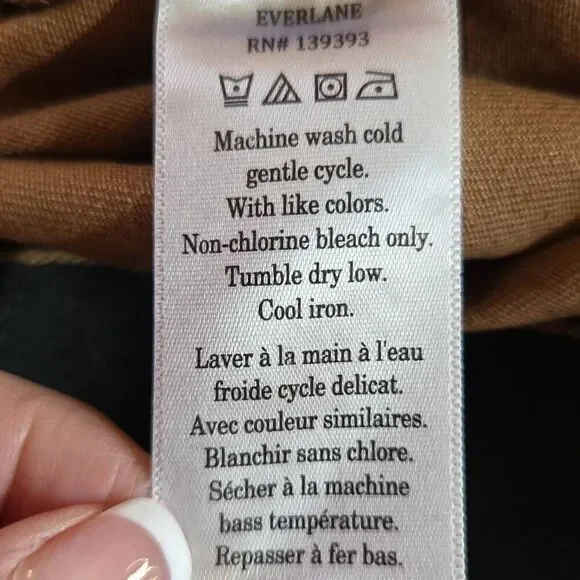 EVERLANE
RN# 139393
Machine wash cold
gentle cycle.
With like colors.
Non-chlorine bleach only.
Tumble dry low.
Cool iron.
Laver à la main à l'eau
froide cycle delicat.
Avec couleur similaires.
Blanchir sans chlore.
Sécher à la machine
bass température.
Repasser à fer bas.